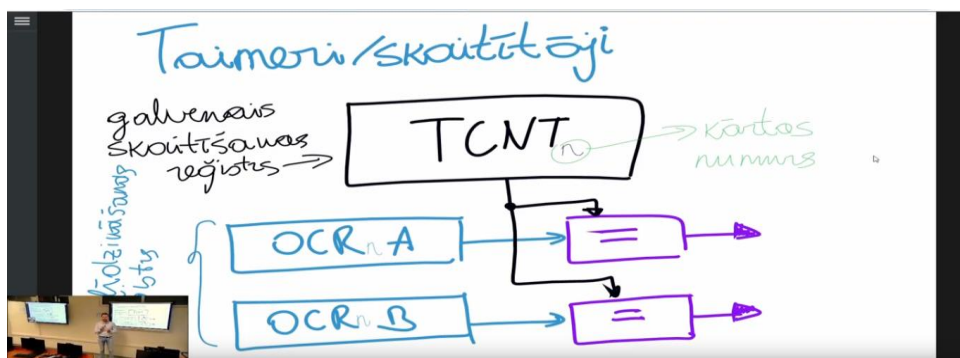 Taimeri/skaitītāji
galvenais
skaitīšanas
reģistrs
TCNTn
kārtas
numurs
OCRnA
=
OCRnB
=